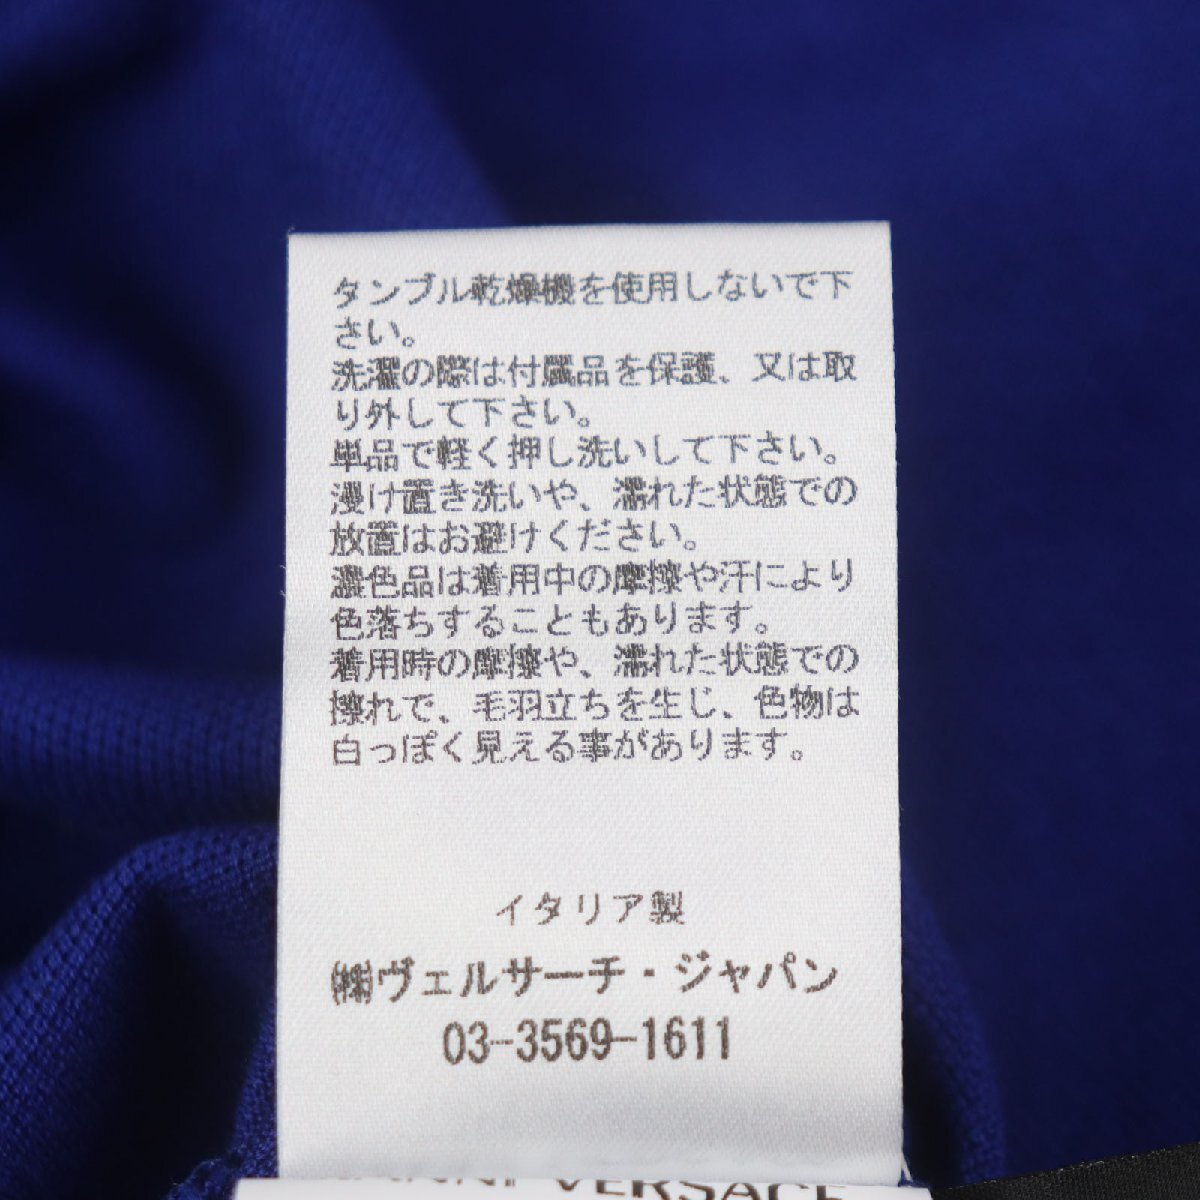 タンブル乾燥機を使用しないで下
さい。
洗濯の際は付属品を保護、又は取
り外して下さい。
単品で軽く押し洗いして下さい。
浸け置き洗いや、濡れた状態での
放置はお避けください。
濃色品は着用中の摩擦や汗により
色落ちすることもあります。
着用時の摩擦や、濡れた状態での
擦れで、毛羽立ちを生じ、色物は
白っぽく見える事があります。
イタリア製
㈱ヴェルサーチ・ジャパン
03-3569-1611
VERSACE